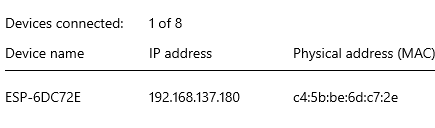 Devices connected: 1 of 8
Device name IP address Physical address (MAC)
ESP-6DC72E 192.168.137.180 c4:5b:be:6d:c7:2e